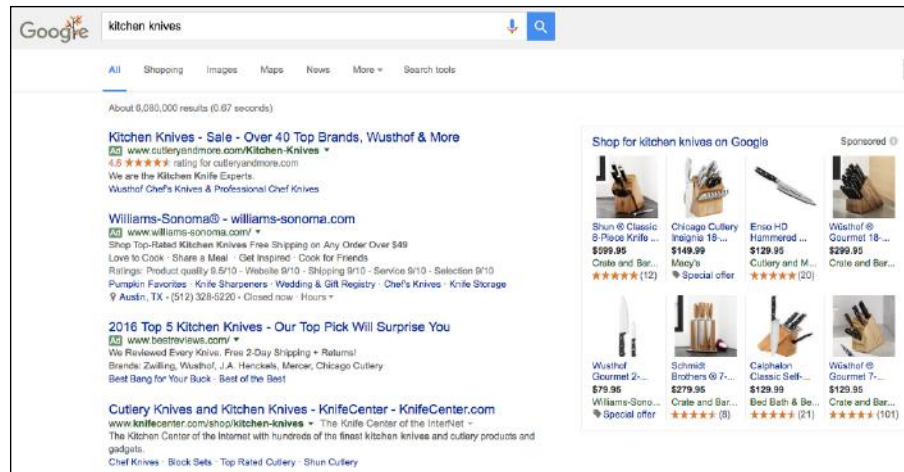 Google
kitchen knives
All Shopping Images Maps News More Search tools
About 6,080,000 results (0.67 seconds)
Kitchen Knives - Sale - Over 40 Top Brands, Wusthof & More
Ad www.cutleryandmore.com/Kitchen-Knives
4.6 ★★★★★ rating for cutleryandmore.com
We are the Kitchen Knife Experts.
Wusthof Chef's Knives & Professional Chef Knives
Williams-Sonoma® - williams-sonoma.com
Ad www.williams-sonoma.com/
Shop Top-Rated Kitchen Knives Free Shipping on Any Order Over $49
Love to Cook · Share a Meal · Get Inspired · Cook for Friends
Ratings: Product quality 9.5/10 - Website 9/10 - Shipping 9/10 - Service 9/10 - Selection 9/10
Pumpkin Favorites · Knife Sharpeners · Wedding & Gift Registry · Chef's Knives · Knife Storage
Austin, TX - (512) 328-5220 - Closed now · Hours
2016 Top 5 Kitchen Knives - Our Top Pick Will Surprise You
Ad www.bestreviews.com/
We Reviewed Every Knive. Free 2-Day Shipping + Returns!
Brands: Zwilling, Wusthof, J.A. Henckels, Mercer, Chicago Cutlery
Best Bang for Your Buck · Best of the Best
Cutlery Knives and Kitchen Knives - KnifeCenter - KnifeCenter.com
www.knifecenter.com/shop/kitchen-knives The Knife Center of the InterNet
The Kitchen Center of the Internet with hundreds of the finest kitchen knives and cutlery products and
gadgets.
Chef Knives · Block Sets · Top Rated Cutlery · Shun Cutlery
Shop for kitchen knives on Google Sponsored
Shun ® Classic
8-Piece Knife ...
$599.95
Crate and Bar...
★★★★★ (12)
Chicago Cutlery
Insignia 18-...
$149.99
Macy's
Special offer
Enso HD
Hammered ...
$129.95
Cutlery and M...
★★★★★ (20)
Wüsthof ®
Gourmet 18-...
$299.95
Crate and Bar...
Wusthof
Gourmet 2-...
$79.95
Williams-Sono...
Special offer
Schmidt
Brothers ® 7-...
$279.95
Crate and Bar...
★★★★★ (8)
Calphalon
Classic Self-...
$129.99
Bed Bath & Be...
★★★★★ (21)
Wüsthof ®
Gourmet 7-...
$129.95
Crate and Bar...
★★★★★ (101)